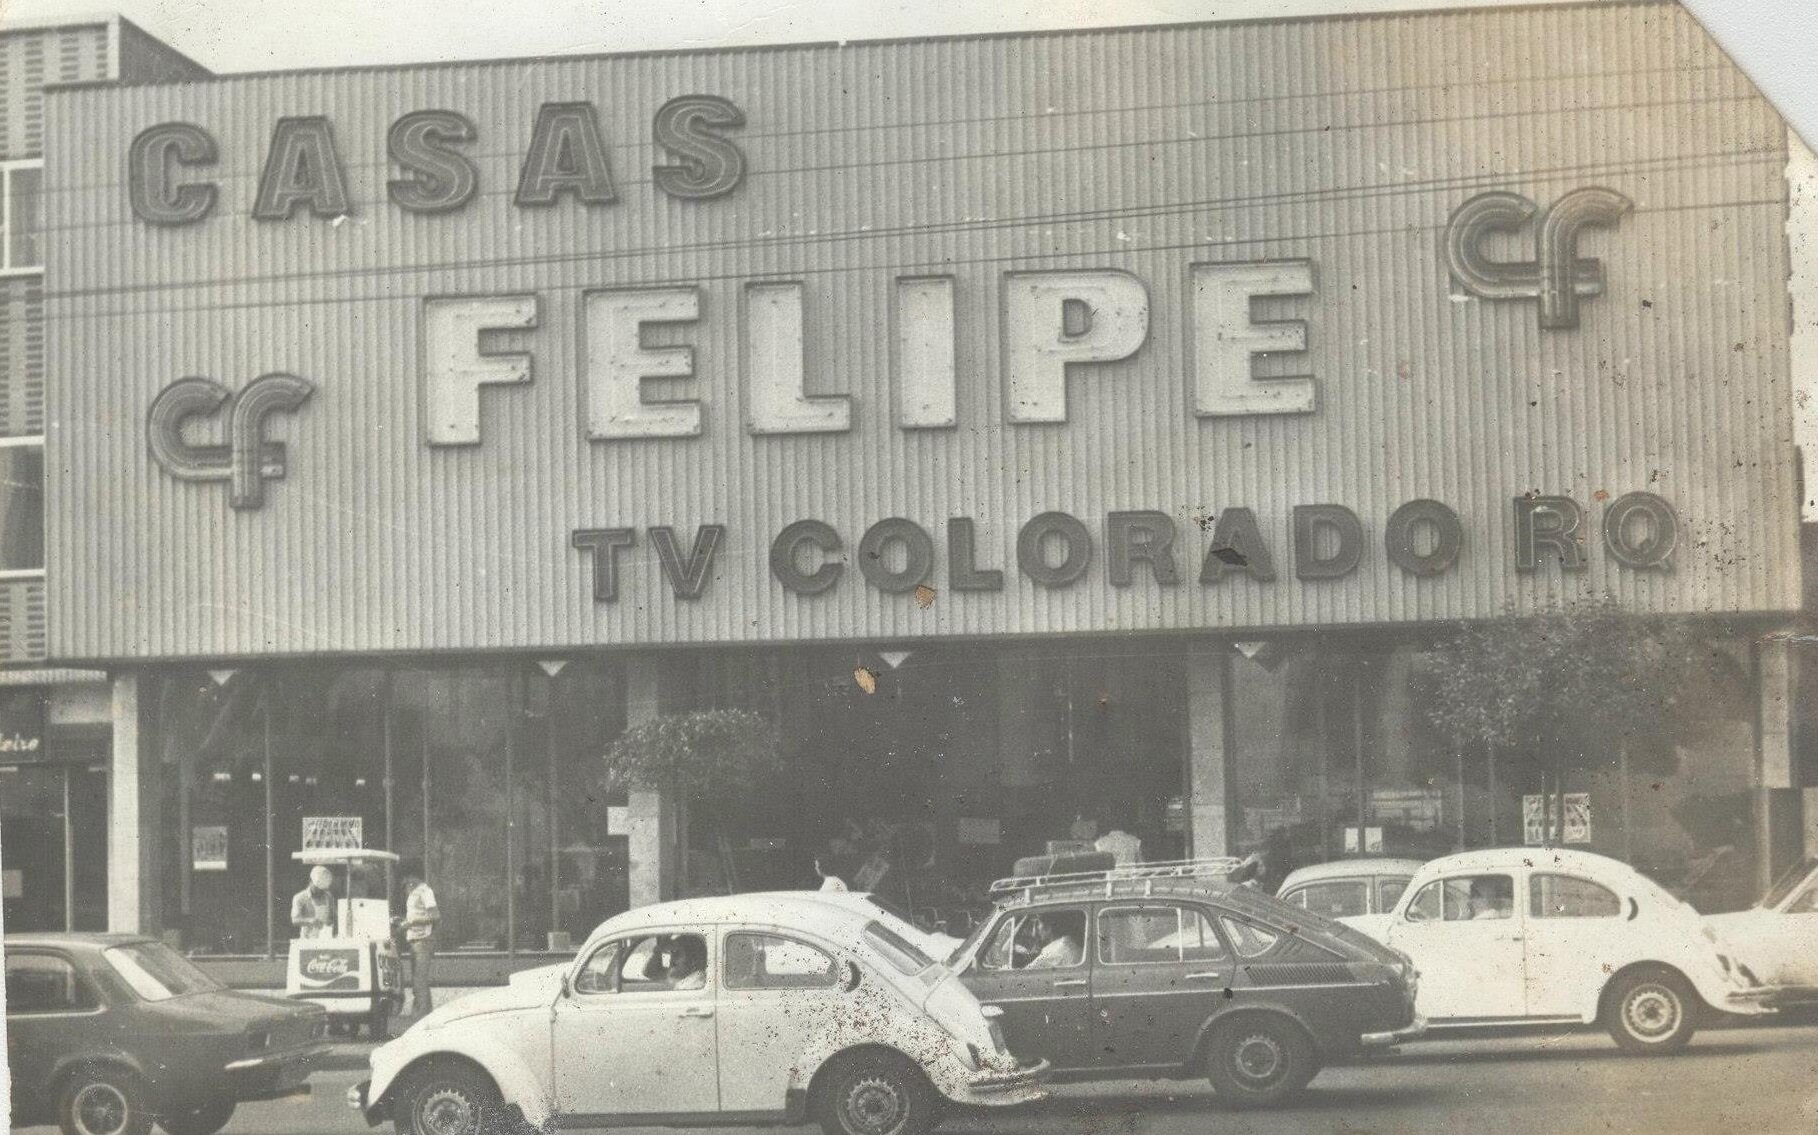 CASAS
cf
FELIPE
cf
TV COLORADO RQ
Coca-Cola